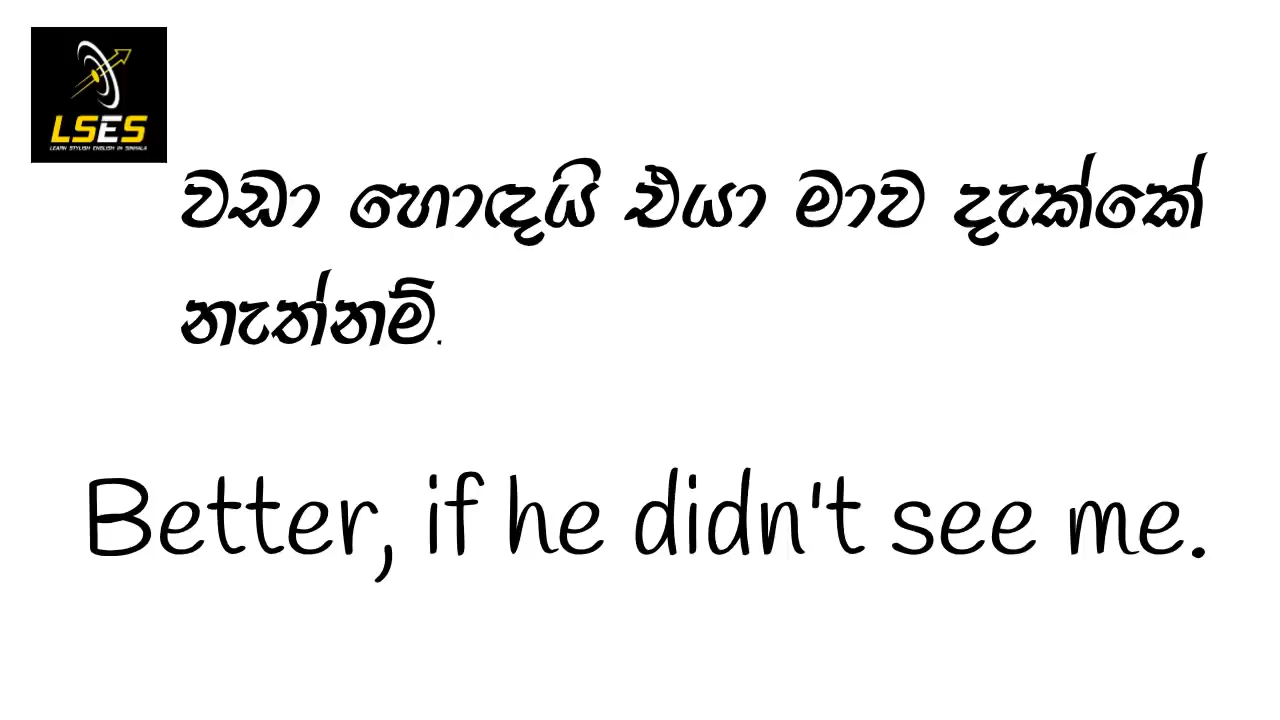 LSES
LEARN STYLISH ENGLISH IN SINHALA
වඩා හොඳයි එයා මාව දැක්කේ
නැත්නම්.
Better, if he didn't see me.